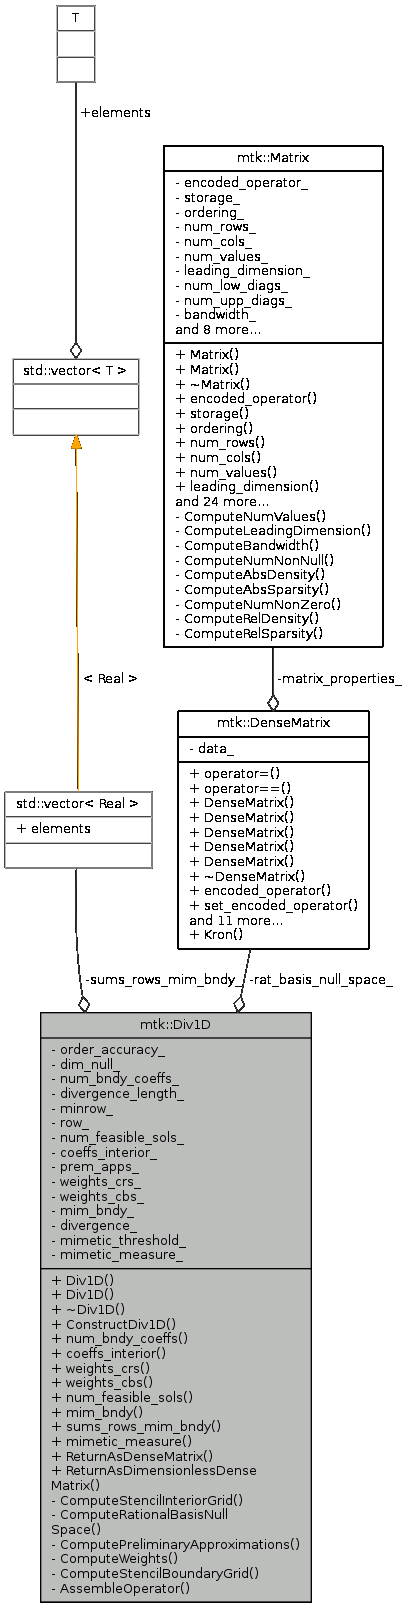 T
+elements
mtk::Matrix
- encoded_operator_
- storage_
- ordering_
- num_rows_
- num_cols_
- num_values_
- leading_dimension_
- num_low_diags_
- num_upp_diags_
- bandwidth_
and 8 more...
+ Matrix()
+ Matrix()
+ ~Matrix()
+ encoded_operator()
+ storage()
+ ordering()
+ num_rows()
+ num_cols()
+ num_values()
+ leading_dimension()
and 24 more...
- ComputeNumValues()
- ComputeLeadingDimension()
- ComputeBandwidth()
- ComputeNumNonNull()
- ComputeAbsDensity()
- ComputeAbsSparsity()
- ComputeNumNonZero()
- ComputeRelDensity()
- ComputeRelSparsity()
std::vector< T >
< Real >
-matrix_properties_
mtk::DenseMatrix
- data_
+ operator=()
+ operator==()
+ DenseMatrix()
+ DenseMatrix()
+ DenseMatrix()
+ DenseMatrix()
+ DenseMatrix()
+ ~DenseMatrix()
+ encoded_operator()
+ set_encoded_operator()
and 11 more...
+ Kron()
std::vector< Real >
+ elements
-sums_rows_mim_bndy_
-rat_basis_null_space_
mtk::Div1D
- order_accuracy_
- dim_null_
- num_bndy_coeffs_
- divergence_length_
- minrow_
- row_
- num_feasible_sols_
- coeffs_interior_
- prem_apps_
- weights_crs_
- weights_cbs_
- mim_bndy_
- divergence_
- mimetic_threshold_
- mimetic_measure_
+ Div1D()
+ Div1D()
+ ~Div1D()
+ ConstructDiv1D()
+ num_bndy_coeffs()
+ coeffs_interior()
+ weights_crs()
+ weights_cbs()
+ num_feasible_sols()
+ mim_bndy()
+ sums_rows_mim_bndy()
+ mimetic_measure()
+ ReturnAsDenseMatrix()
+ ReturnAsDimensionlessDense
Matrix()
- ComputeStencilInteriorGrid()
- ComputeRationalBasisNull
Space()
- ComputePreliminaryApproximations()
- ComputeWeights()
- ComputeStencilBoundaryGrid()
- AssembleOperator()